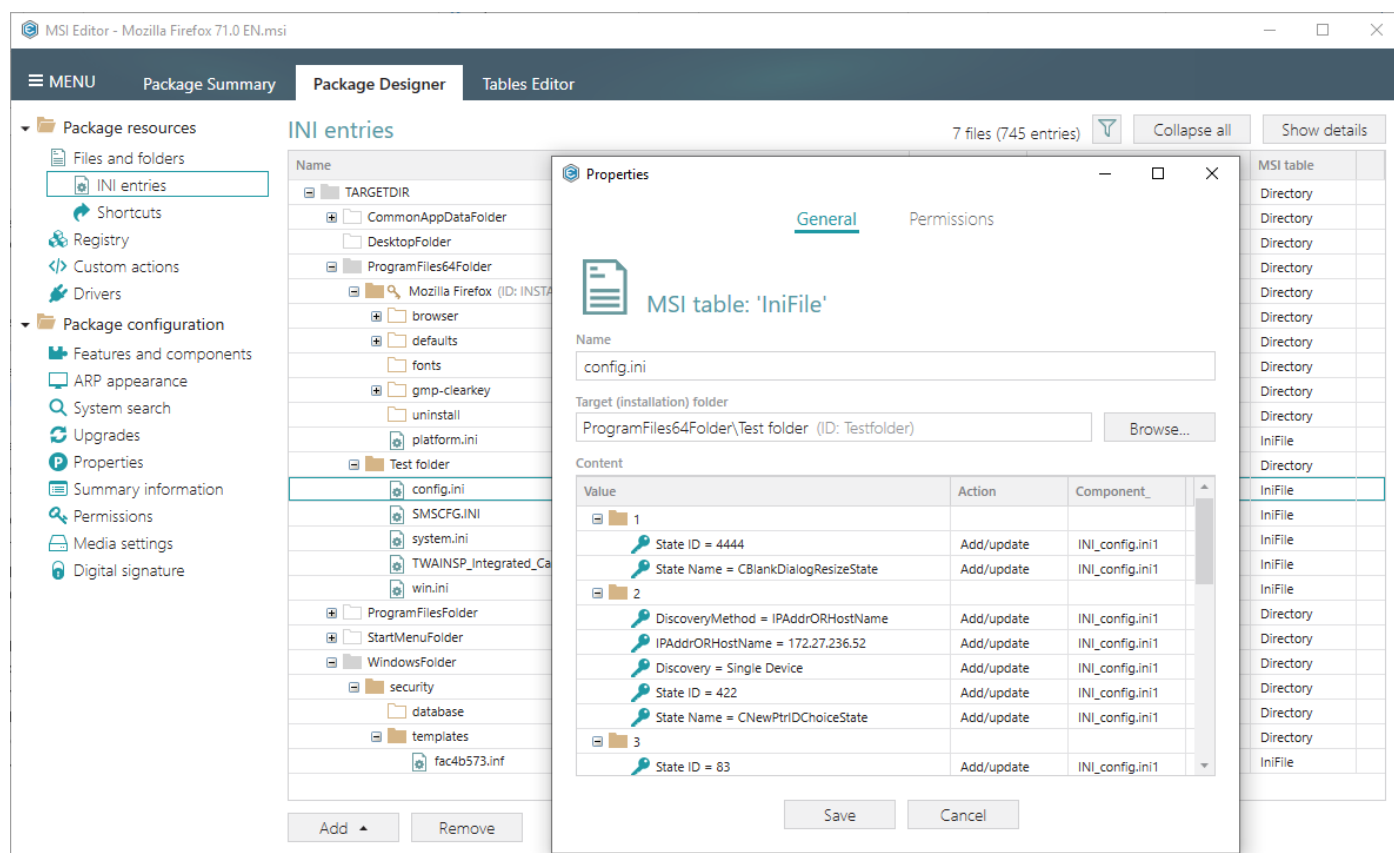 MSI Editor - Mozilla Firefox 71.0 EN.msi
MENU Package Summary Package Designer Tables Editor
Package resources
Files and folders
INI entries
Shortcuts
Registry
Custom actions
Drivers
Package configuration
Features and components
ARP appearance
System search
Upgrades
Properties
Summary information
Permissions
Media settings
Digital signature
INI entries 7 files (745 entries) Collapse all Show details
Name MSI table
TARGETDIR Directory
CommonAppDataFolder Directory
DesktopFolder Directory
ProgramFiles64Folder Directory
Mozilla Firefox (ID: INSTA Directory
browser Directory
defaults Directory
fonts Directory
gmp-clearkey Directory
uninstall Directory
platform.ini IniFile
Test folder Directory
config.ini IniFile
SMSCFG.INI IniFile
system.ini IniFile
TWAINSP_Integrated_Ca IniFile
win.ini IniFile
ProgramFilesFolder Directory
StartMenuFolder Directory
WindowsFolder Directory
security Directory
database Directory
templates Directory
fac4b573.inf IniFile
Add Remove
Properties
General Permissions
MSI table: 'IniFile'
Name
config.ini
Target (installation) folder
ProgramFiles64Folder\Test folder (ID: Testfolder) Browse...
Content
Value Action Component_
1
State ID = 4444 Add/update INI_config.ini1
State Name = CBlankDialogResizeState Add/update INI_config.ini1
2
DiscoveryMethod = IPAddrORHostName Add/update INI_config.ini1
IPAddrORHostName = 172.27.236.52 Add/update INI_config.ini1
Discovery = Single Device Add/update INI_config.ini1
State ID = 422 Add/update INI_config.ini1
State Name = CNewPtrIDChoiceState Add/update INI_config.ini1
3
State ID = 83 Add/update INI_config.ini1
Save Cancel